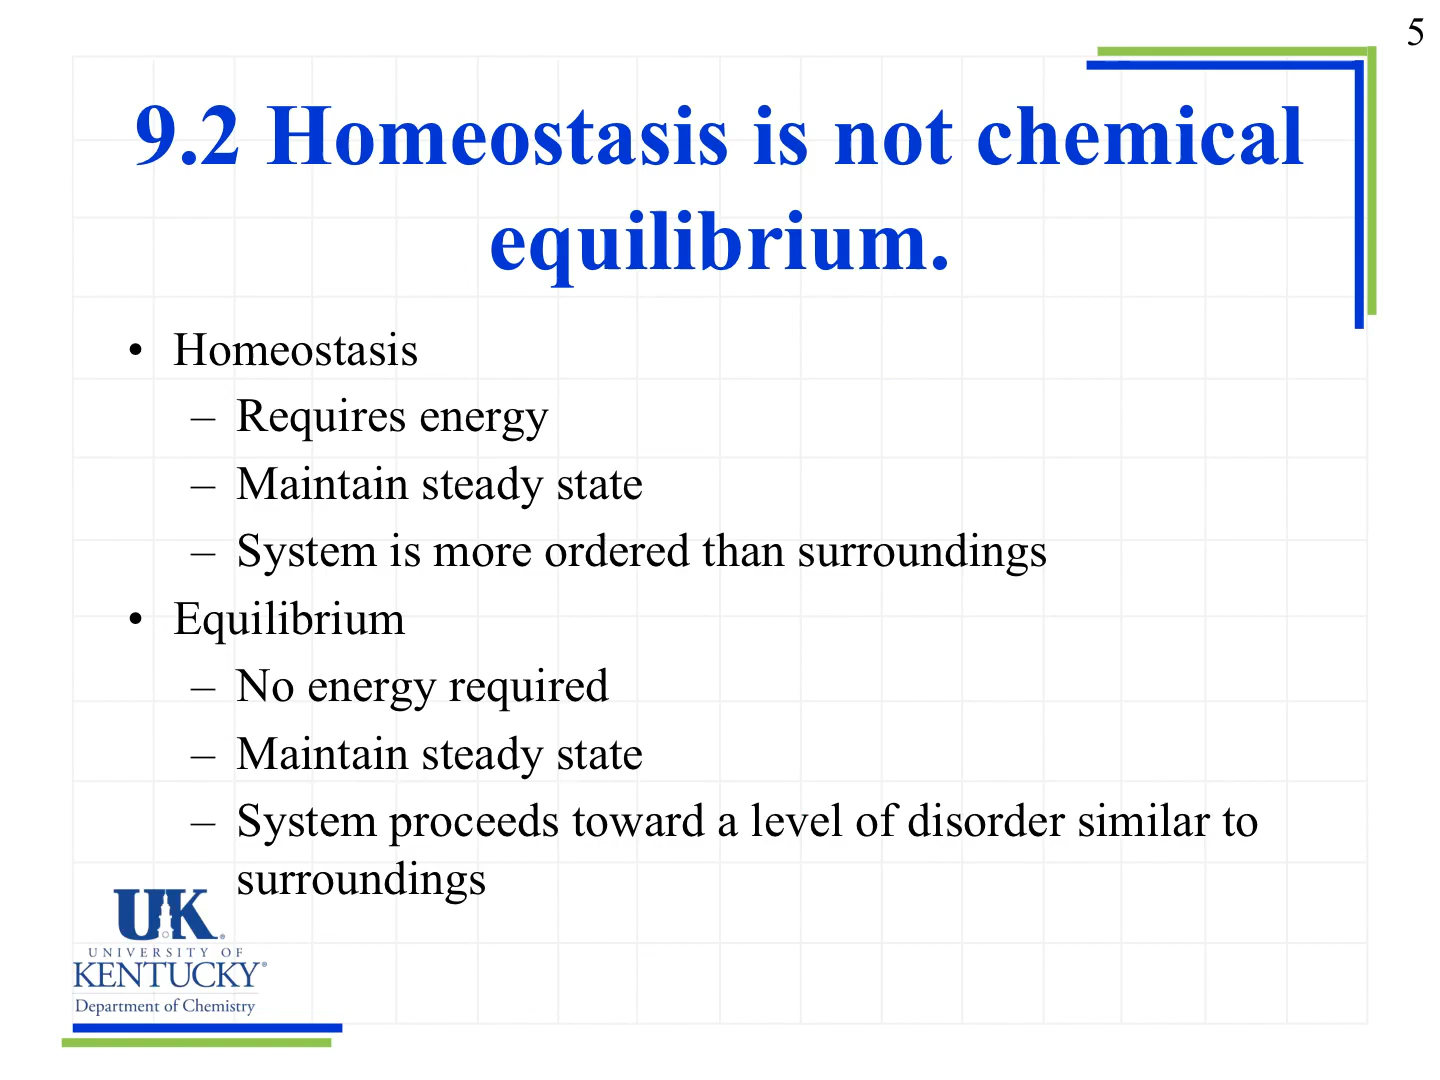 5
9.2 Homeostasis is not chemical
equilibrium.
• Homeostasis
– Requires energy
– Maintain steady state
– System is more ordered than surroundings
• Equilibrium
– No energy required
– Maintain steady state
– System proceeds toward a level of disorder similar to
surroundings
UK®
UNIVERSITY OF
KENTUCKY®
Department of Chemistry